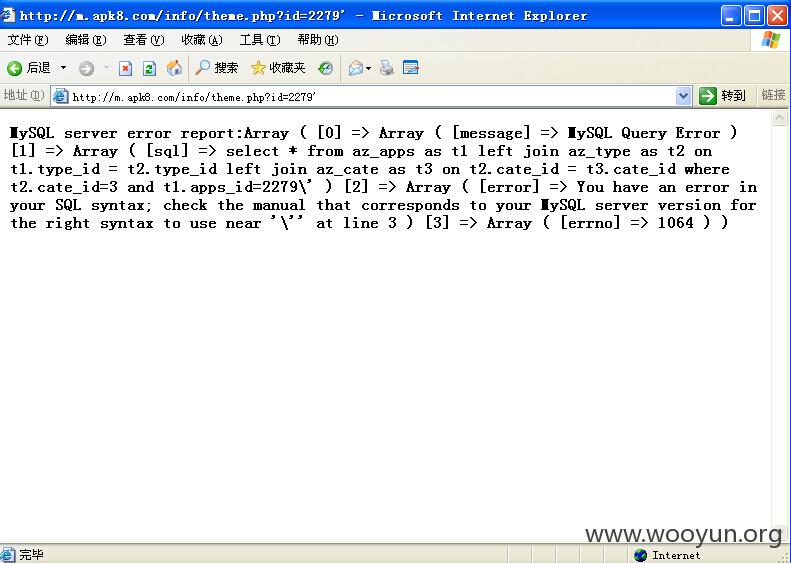 http://m.apk8.com/info/theme.php?id=2279' - Microsoft Internet Explorer
文件(F) 编辑(E) 查看(V) 收藏(A) 工具(T) 帮助(H)
后退 搜索 收藏夹
地址(D) http://m.apk8.com/info/theme.php?id=2279' 转到 链接
MySQL server error report:Array ( [0] => Array ( [message] => MySQL Query Error )
[1] => Array ( [sql] => select * from az_apps as t1 left join az_type as t2 on
t1.type_id = t2.type_id left join az_cate as t3 on t2.cate_id = t3.cate_id where
t2.cate_id=3 and t1.apps_id=2279\' ) [2] => Array ( [error] => You have an error in
your SQL syntax; check the manual that corresponds to your MySQL server version for
the right syntax to use near '\'' at line 3 ) [3] => Array ( [errno] => 1064 ) )
www.wooyun.org
完毕 Internet